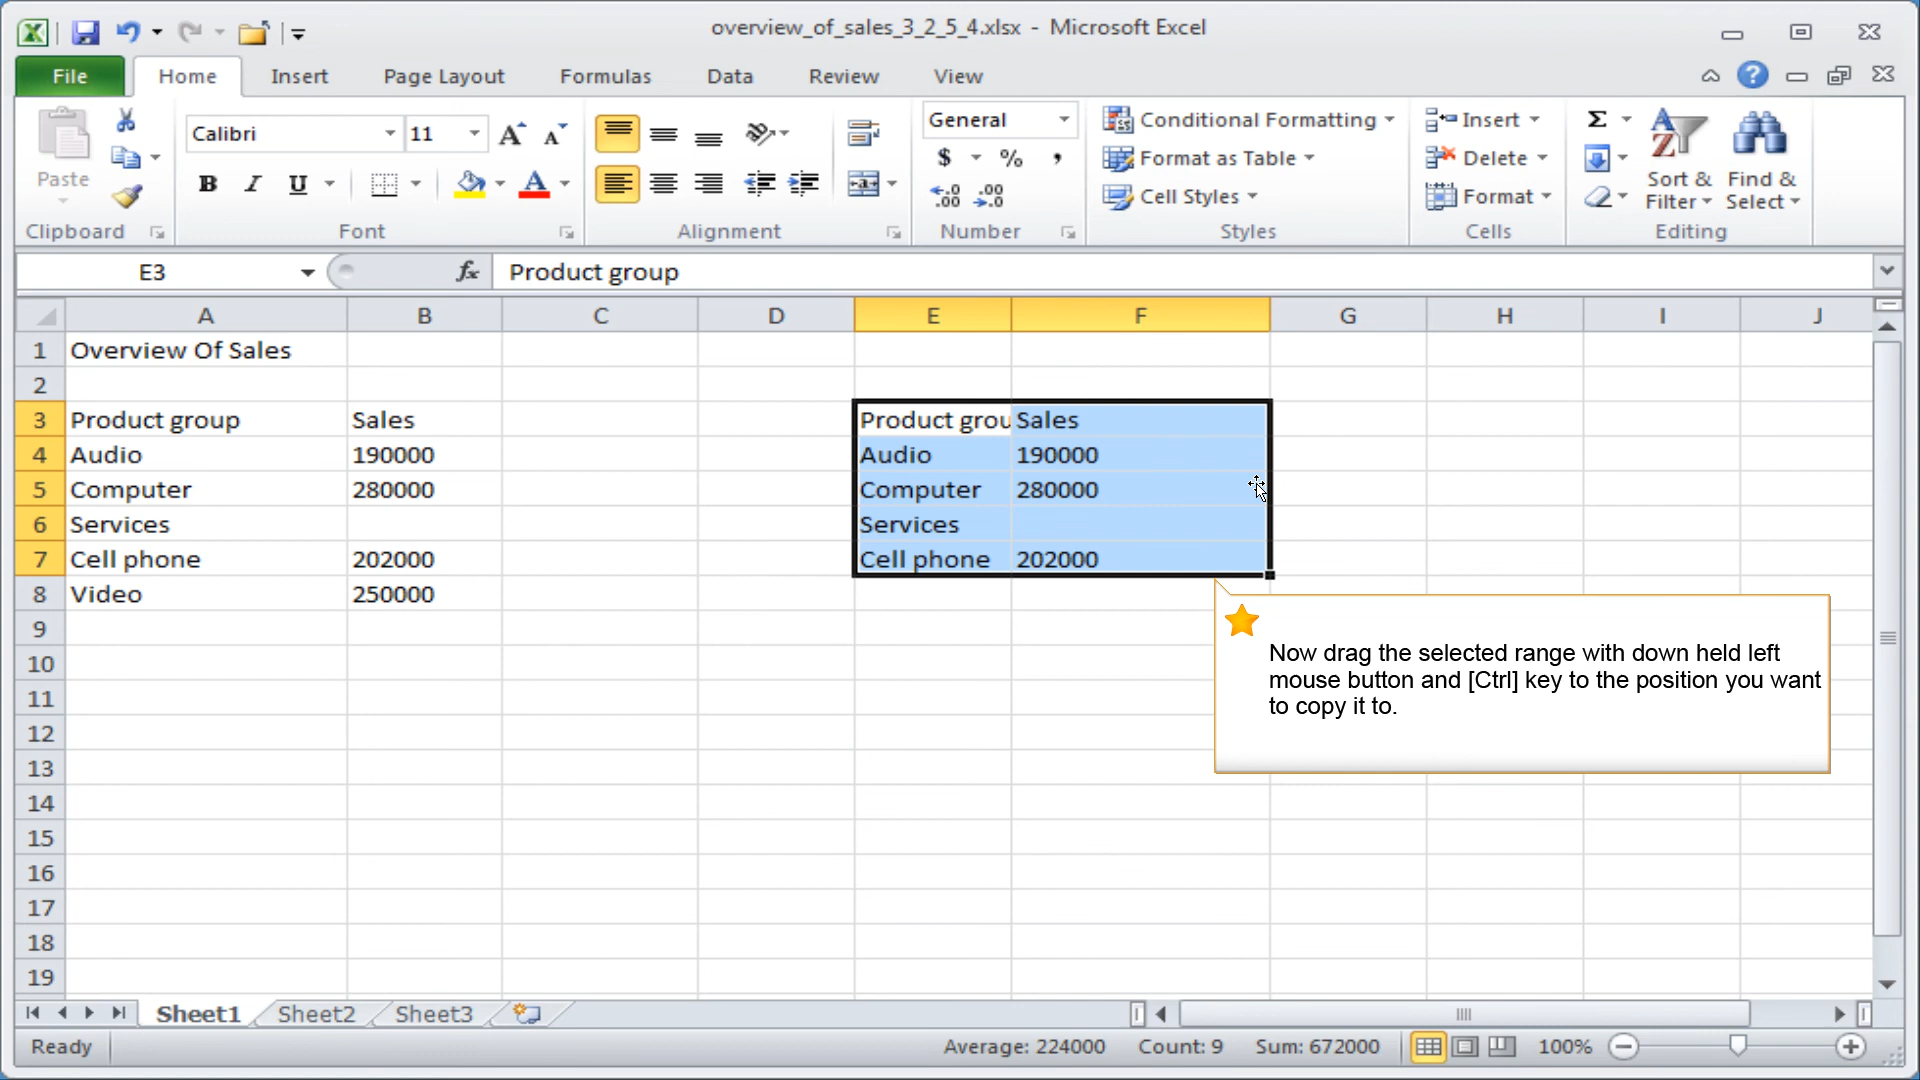 overview_of_sales_3_2_5_4.xlsx - Microsoft Excel
File Home Insert Page Layout Formulas Data Review View
Paste
Calibri 11
B I U A
General
$ % ,
Conditional Formatting
Format as Table
Cell Styles
Insert
Delete
Format
Σ
Sort & Filter
Find & Select
Clipboard Font Alignment Number Styles Cells Editing
E3 fx Product group
A B C D E F G H I J
1 Overview Of Sales
2
3 Product group Sales Product grou Sales
4 Audio 190000 Audio 190000
5 Computer 280000 Computer 280000
6 Services Services
7 Cell phone 202000 Cell phone 202000
8 Video 250000
9
10
11
12
13
14
15
16
17
18
19
Now drag the selected range with down held left
mouse button and [Ctrl] key to the position you want
to copy it to.
Sheet1 Sheet2 Sheet3
Ready Average: 224000 Count: 9 Sum: 672000 100%